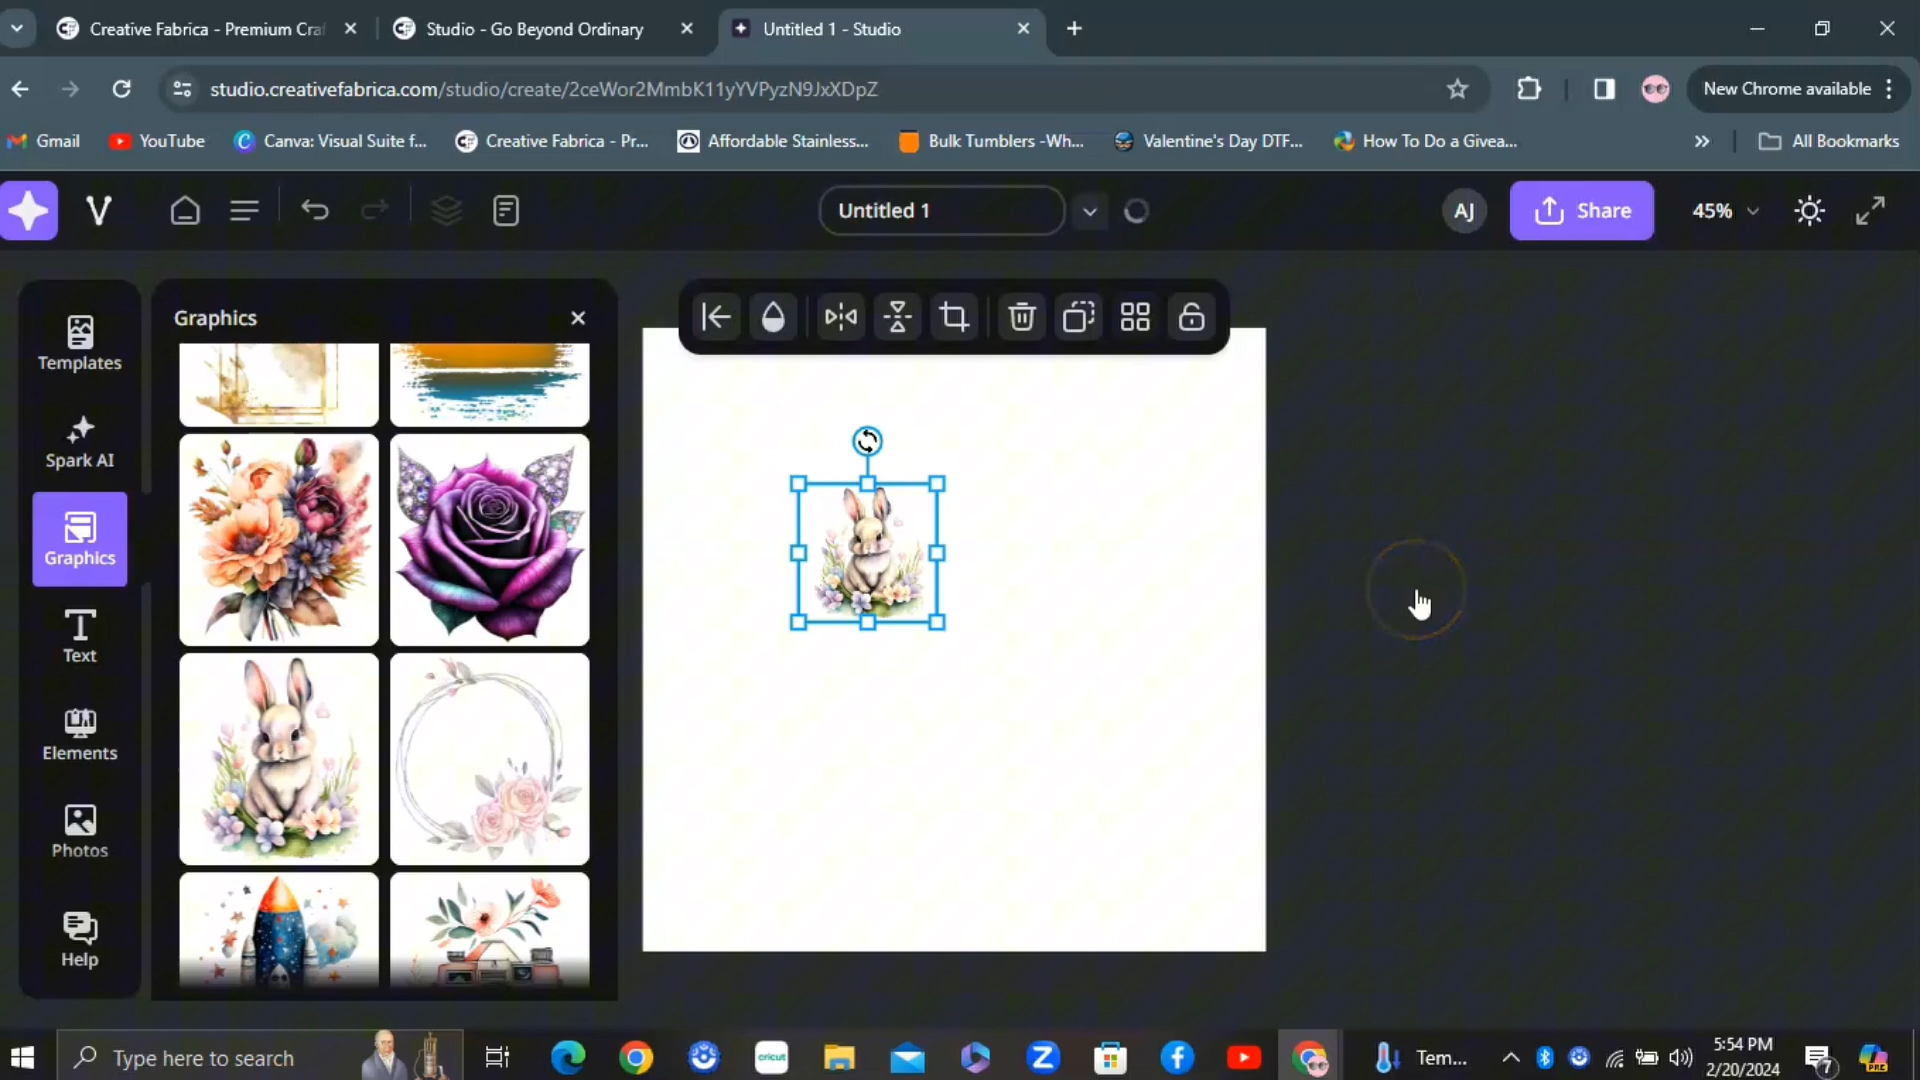 Creative Fabrica - Premium Cra
Studio - Go Beyond Ordinary
Untitled 1 - Studio
studio.creativefabrica.com/studio/create/2ceWor2MmbK11yYVPyzN9JxXDpZ
New Chrome available
Gmail
YouTube
Canva: Visual Suite f...
Creative Fabrica - Pr...
Affordable Stainless...
Bulk Tumblers -Wh...
Valentine's Day DTF...
How To Do a Givea...
All Bookmarks
Untitled 1
AJ
Share
45%
Graphics
Templates
Spark AI
Graphics
Text
Elements
Photos
Help
Type here to search
cricut
Tem...
5:54 PM
2/20/2024
7
PRE